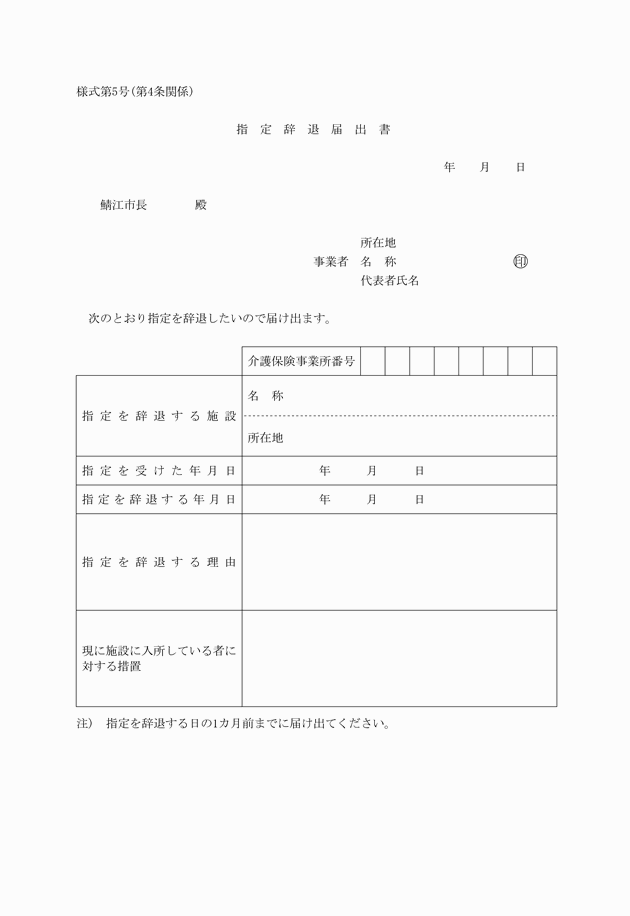 様式第5号(第4条関係)
指定辞退届出書
年　月　日
鯖江市長　　殿
所在地
事業者　名　称　　印
代表者氏名
次のとおり指定を辞退したいので届け出ます。
介護保険事業所番号
指定を辞退する施設
名　称
所在地
指定を受けた年月日　年　月　日
指定を辞退する年月日　年　月　日
指定を辞退する理由
現に施設に入所している者に
対する措置
注)　指定を辞退する日の1カ月前までに届け出てください。